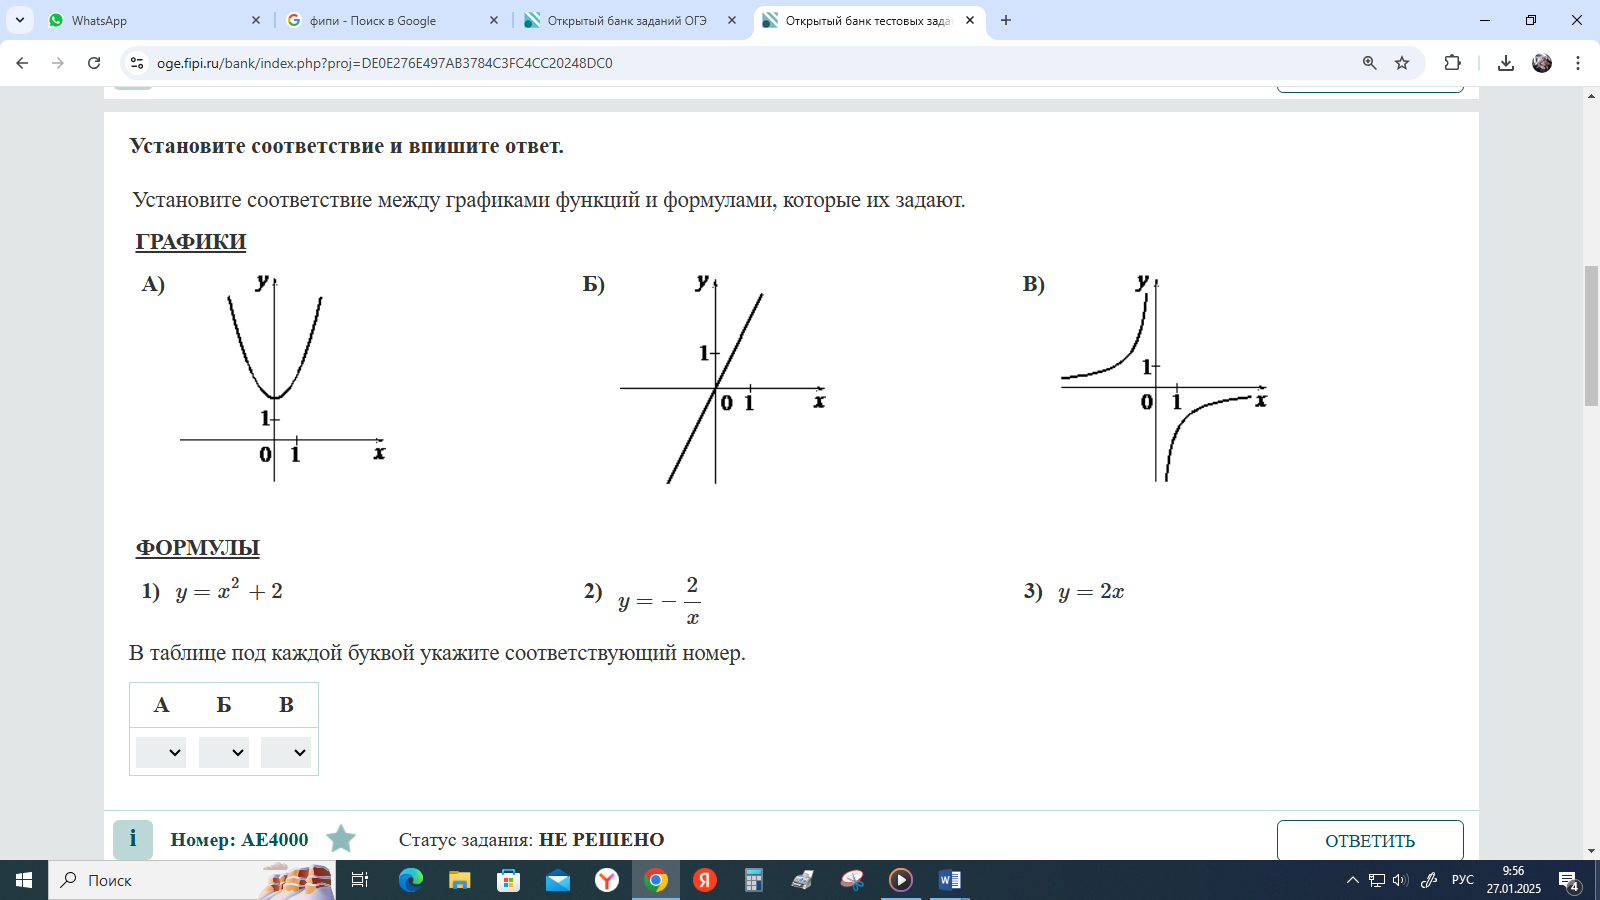 WhatsApp
фипи - Поиск в Google
Открытый банк заданий ОГЭ
Открытый банк тестовых зада
oge.fipi.ru/bank/index.php?proj=DE0E276E497AB3784C3FC4CC20248DC0
Установите соответствие и впишите ответ.
Установите соответствие между графиками функций и формулами, которые их задают.
ГРАФИКИ
А) y 1 0 1 x
Б) y 1 0 1 x
В) y 1 0 1 x
ФОРМУЛЫ
1) y = x² + 2
2) y = − 2/x
3) y = 2x
В таблице под каждой буквой укажите соответствующий номер.
А Б В
i Номер: AE4000 Статус задания: НЕ РЕШЕНО ОТВЕТИТЬ
Поиск
РУС
9:56
27.01.2025
4